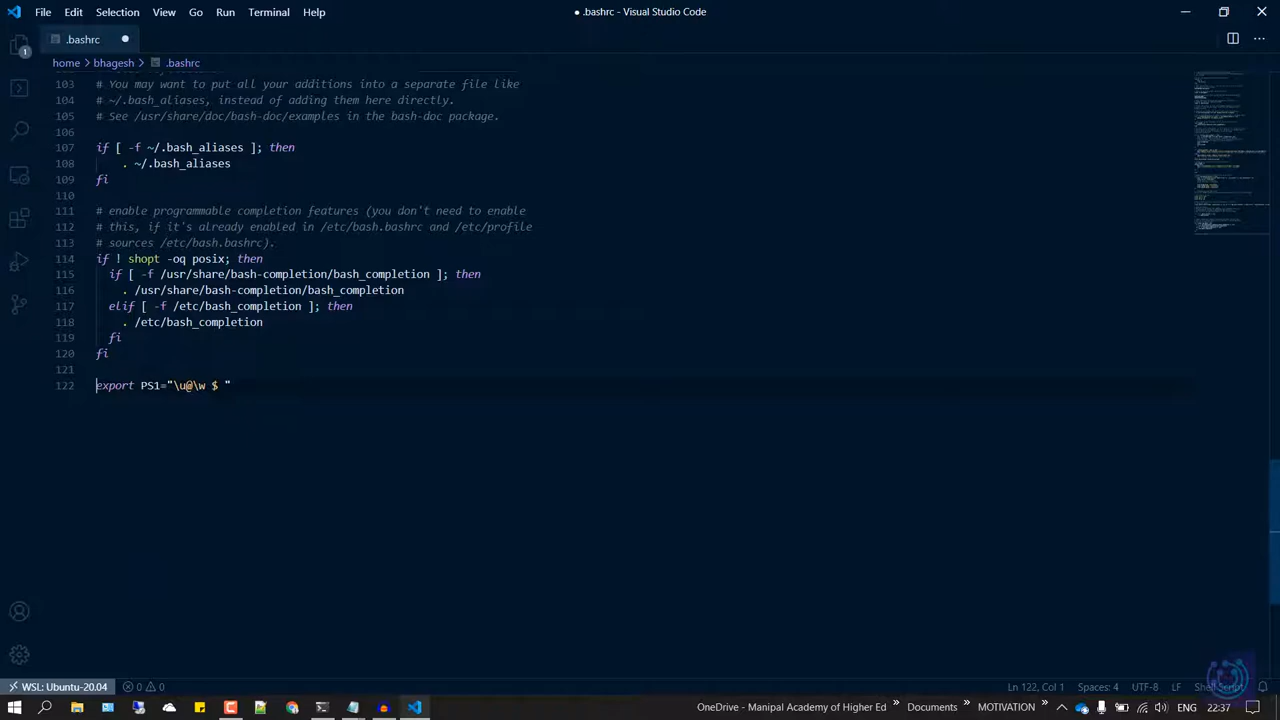 File Edit Selection View Go Run Terminal Help
● .bashrc - Visual Studio Code
.bashrc ●
1
home > bhagesh > .bashrc
103 # You may want to put all your additions into a separate file like
104 # ~/.bash_aliases, instead of adding them here directly.
105 # See /usr/share/doc/bash-doc/examples in the bash-doc package.
106
107 if [ -f ~/.bash_aliases ]; then
108 . ~/.bash_aliases
109 fi
110
111 # enable programmable completion features (you don't need to enable
112 # this, if it's already enabled in /etc/bash.bashrc and /etc/profile
113 # sources /etc/bash.bashrc).
114 if ! shopt -oq posix; then
115 if [ -f /usr/share/bash-completion/bash_completion ]; then
116 . /usr/share/bash-completion/bash_completion
117 elif [ -f /etc/bash_completion ]; then
118 . /etc/bash_completion
119 fi
120 fi
121
122 export PS1="\u@\w $ "
WSL: Ubuntu-20.04 0 0 Ln 122, Col 1 Spaces: 4 UTF-8 LF Shell Script
OneDrive - Manipal Academy of Higher Ed » Documents » MOTIVATION » ENG 22:37